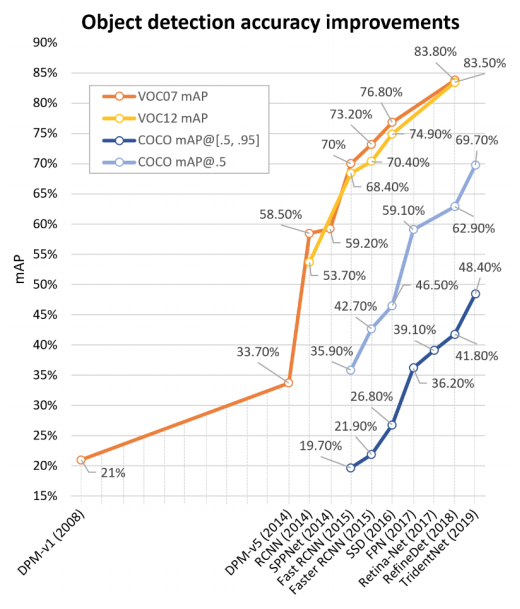 Object detection accuracy improvements
90%
85%
80%
75%
70%
65%
60%
55%
50%
45%
40%
35%
30%
25%
20%
15%
mAP
VOC07 mAP
VOC12 mAP
COCO mAP@[.5, .95]
COCO mAP@.5
83.80%
83.50%
76.80%
73.20%
74.90%
70%
70.40%
69.70%
68.40%
58.50%
59.10%
59.20%
62.90%
53.70%
48.40%
46.50%
42.70%
39.10%
41.80%
35.90%
36.20%
33.70%
26.80%
21.90%
19.70%
21%
DPM-v1 (2008)
DPM-v5 (2014)
RCNN (2014)
SPPNet (2014)
Fast RCNN (2015)
Faster RCNN (2015)
SSD (2016)
FPN (2017)
Retina-Net (2017)
RefineDet (2018)
TridentNet (2019)